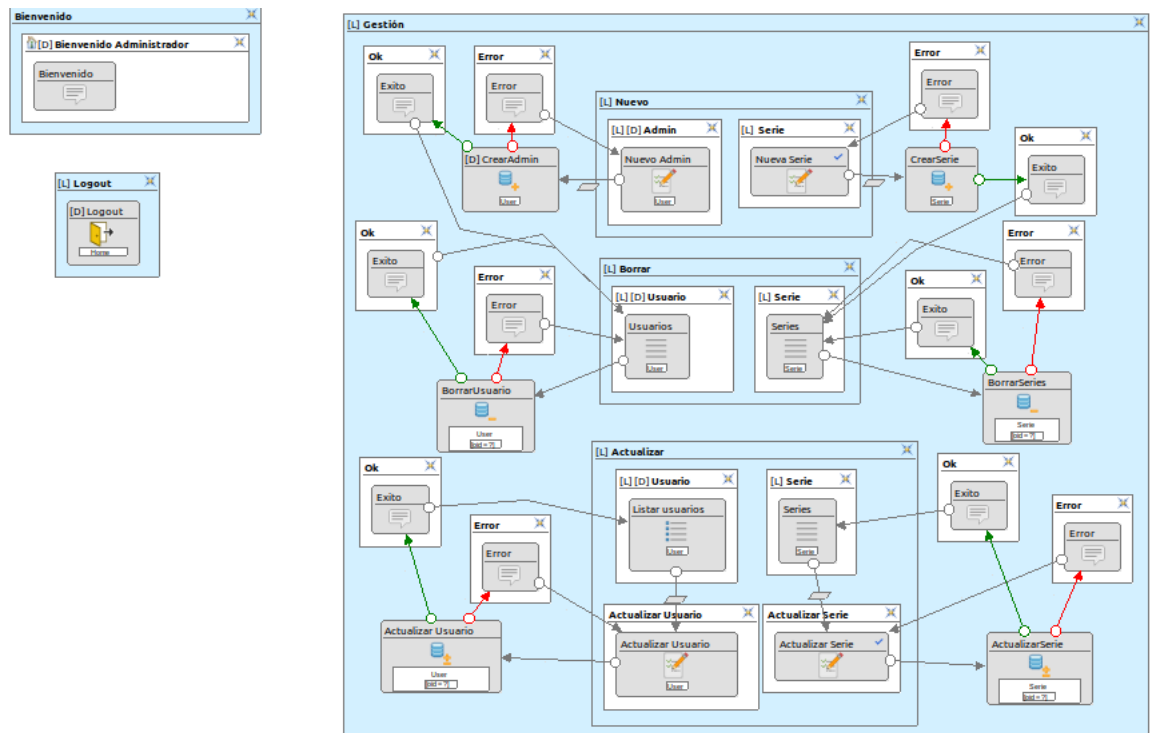 Bienvenido
[D] Bienvenido Administrador
Bienvenido
[L] Logout
[D] Logout
Home
[L] Gestión
Ok
Exito
Error
Error
[D] CrearAdmin
User
[L] Nuevo
[L] [D] Admin
Nuevo Admin
User
[L] Serie
Nueva Serie
Error
Error
CrearSerie
Serie
Ok
Exito
Ok
Exito
Error
Error
BorrarUsuario
User
[oid = ?]
[L] Borrar
[L] [D] Usuario
Usuarios
User
[L] Serie
Series
Serie
Ok
Exito
Error
Error
BorrarSeries
Serie
[oid = ?]
Ok
Exito
Error
Error
Actualizar Usuario
User
[oid = ?]
[L] Actualizar
[L] [D] Usuario
Listar usuarios
User
[L] Serie
Series
Serie
Actualizar Usuario
Actualizar Usuario
User
Actualizar Serie
Actualizar Serie
Ok
Exito
Error
Error
ActualizarSerie
Serie
[oid = ?]